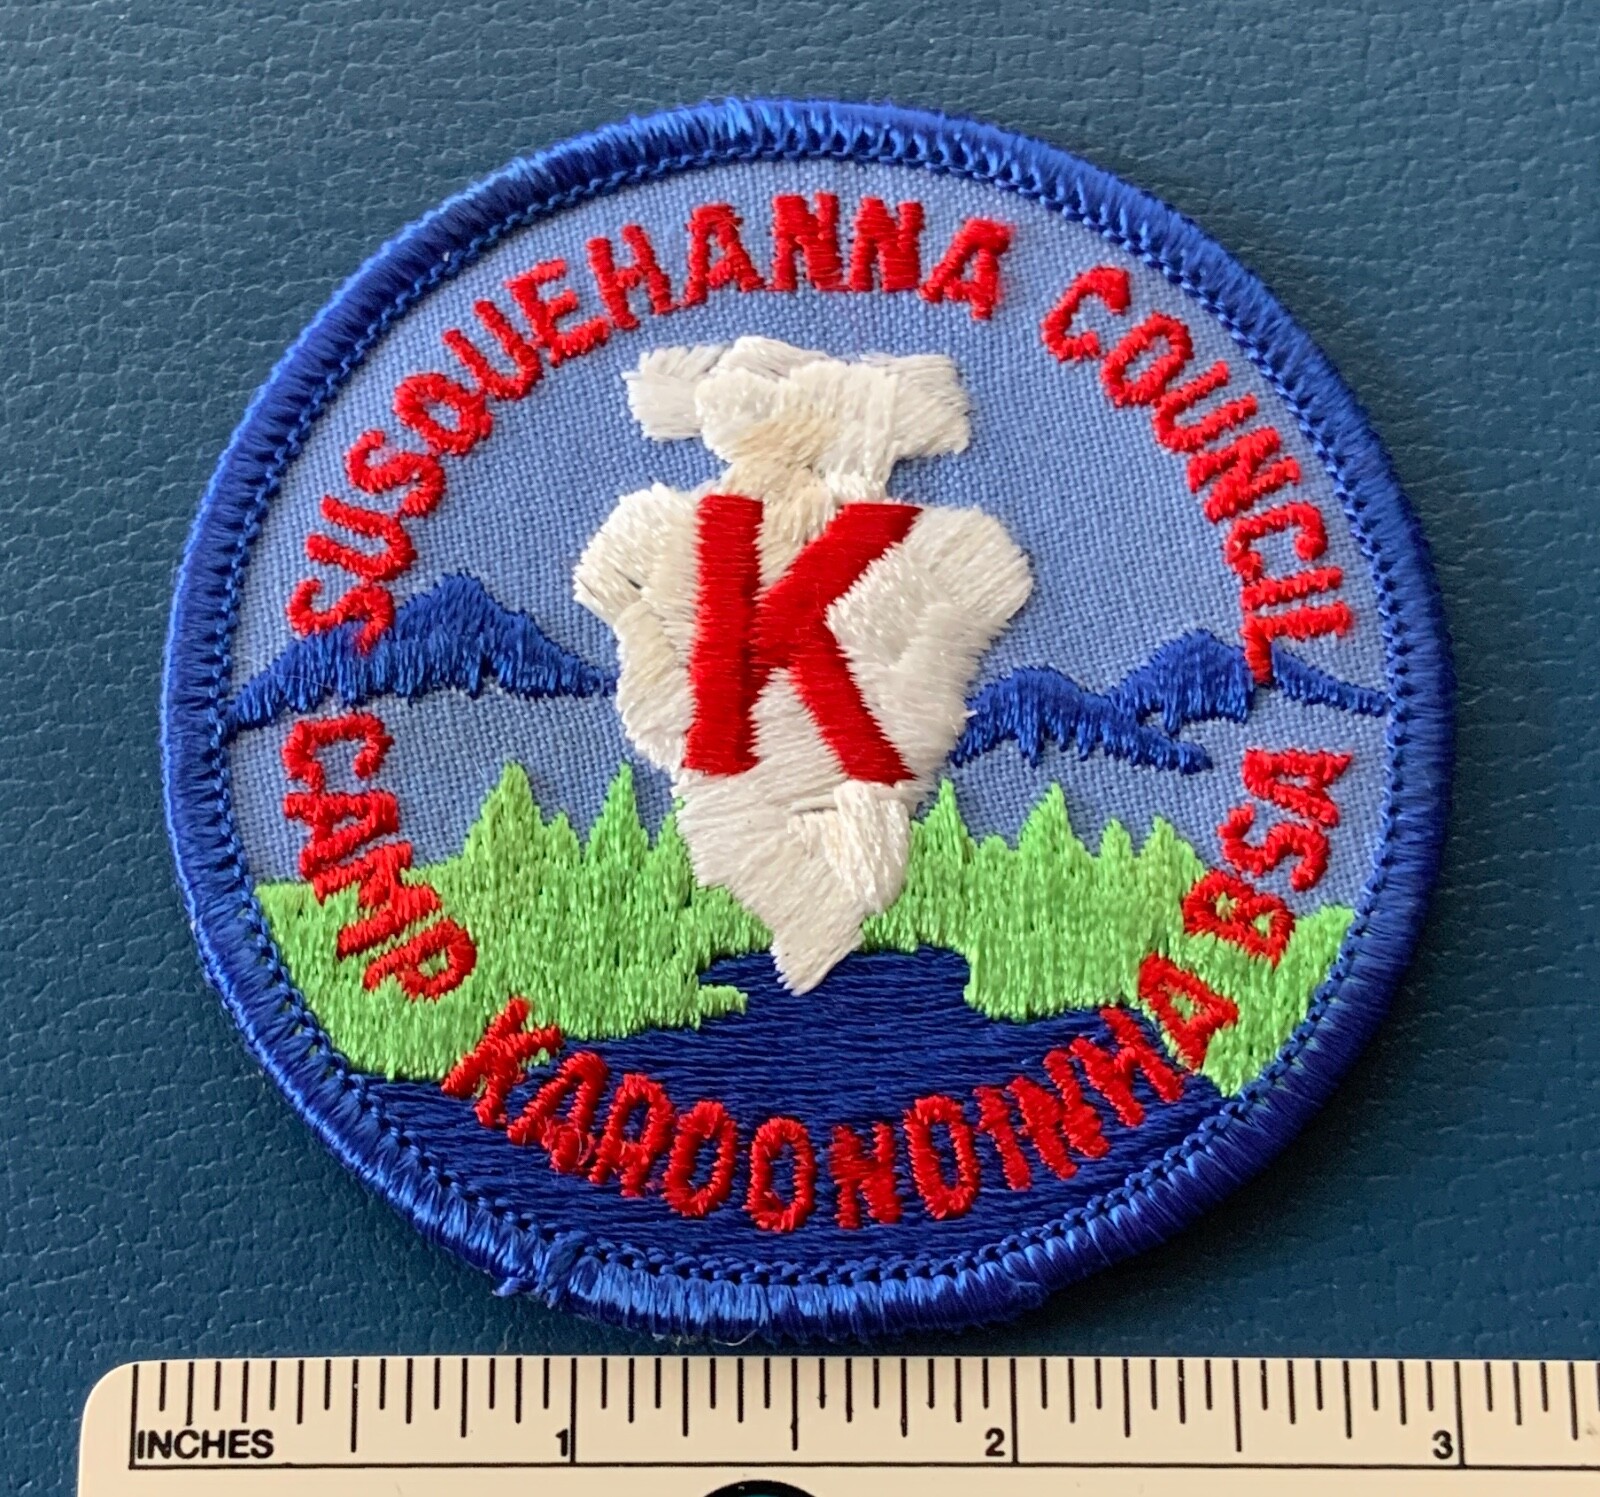 SUSQUEHANNA COUNCIL
K
CAMP KAROONDINHA BSA
INCHES 1 2 3